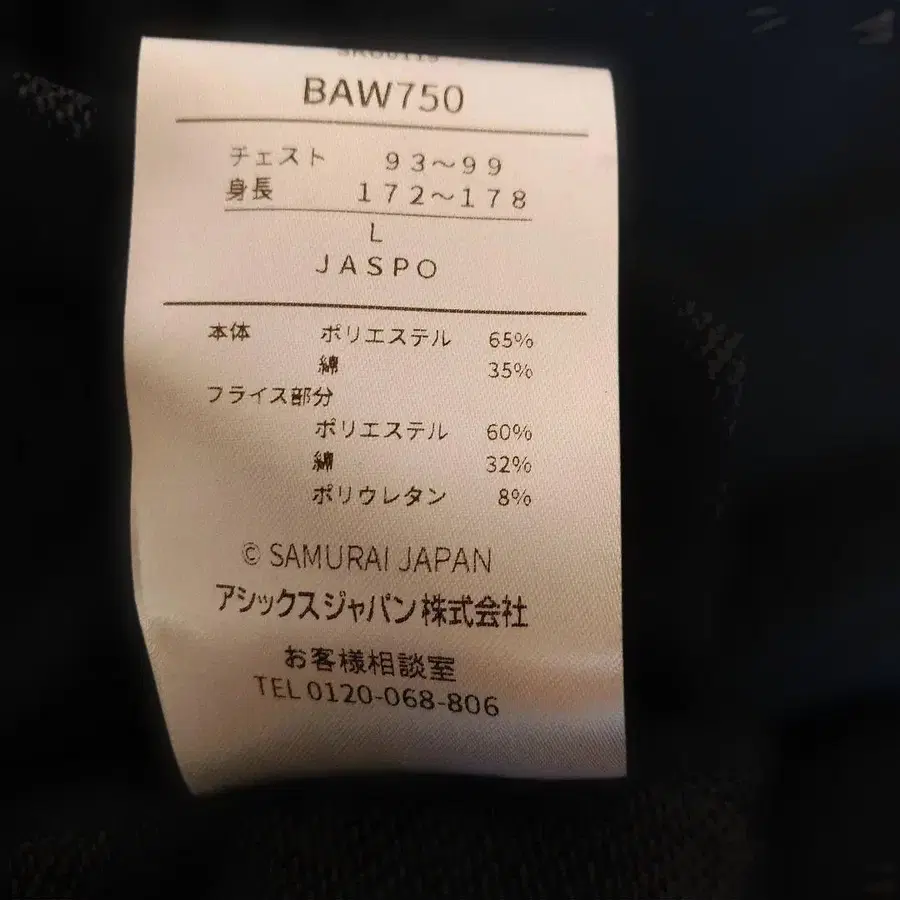 BAW750
チェスト 93～99
身長 172～178
L
JASPO
本体 ポリエステル 65%
綿 35%
フライス部分
ポリエステル 60%
綿 32%
ポリウレタン 8%
© SAMURAI JAPAN
アシックスジャパン株式会社
お客様相談室
TEL 0120-068-806